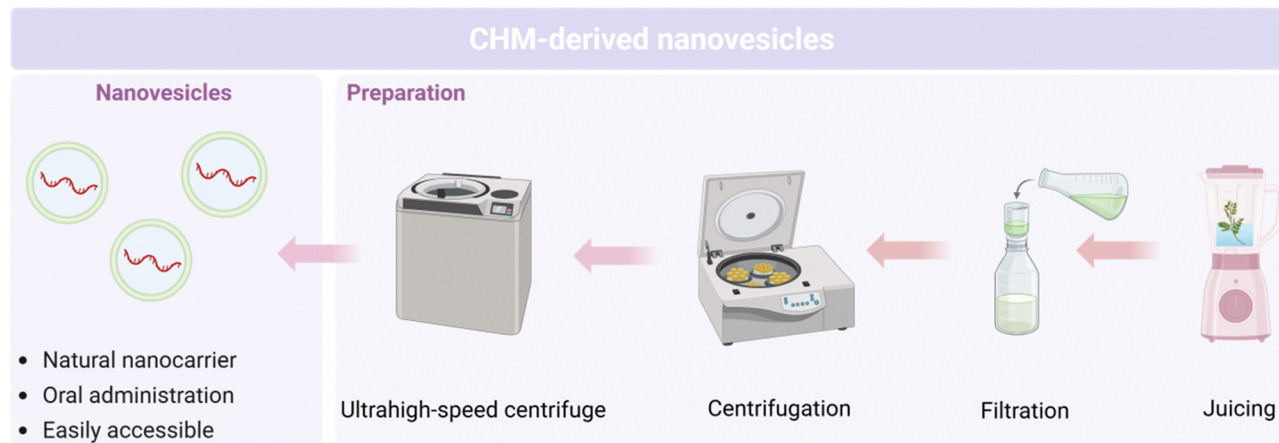 CHM-derived nanovesicles
Nanovesicles
• Natural nanocarrier
• Oral administration
• Easily accessible
Preparation
Ultrahigh-speed centrifuge
Centrifugation
Filtration
Juicing